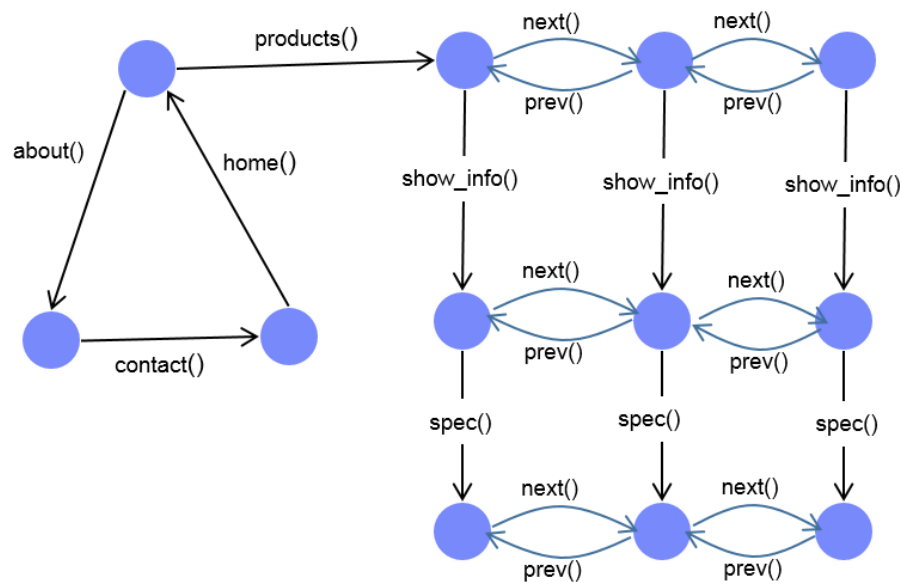 products()
next()
next()
prev()
prev()
about()
home()
show_info()
show_info()
show_info()
next()
next()
contact()
prev()
prev()
spec()
spec()
spec()
next()
next()
prev()
prev()